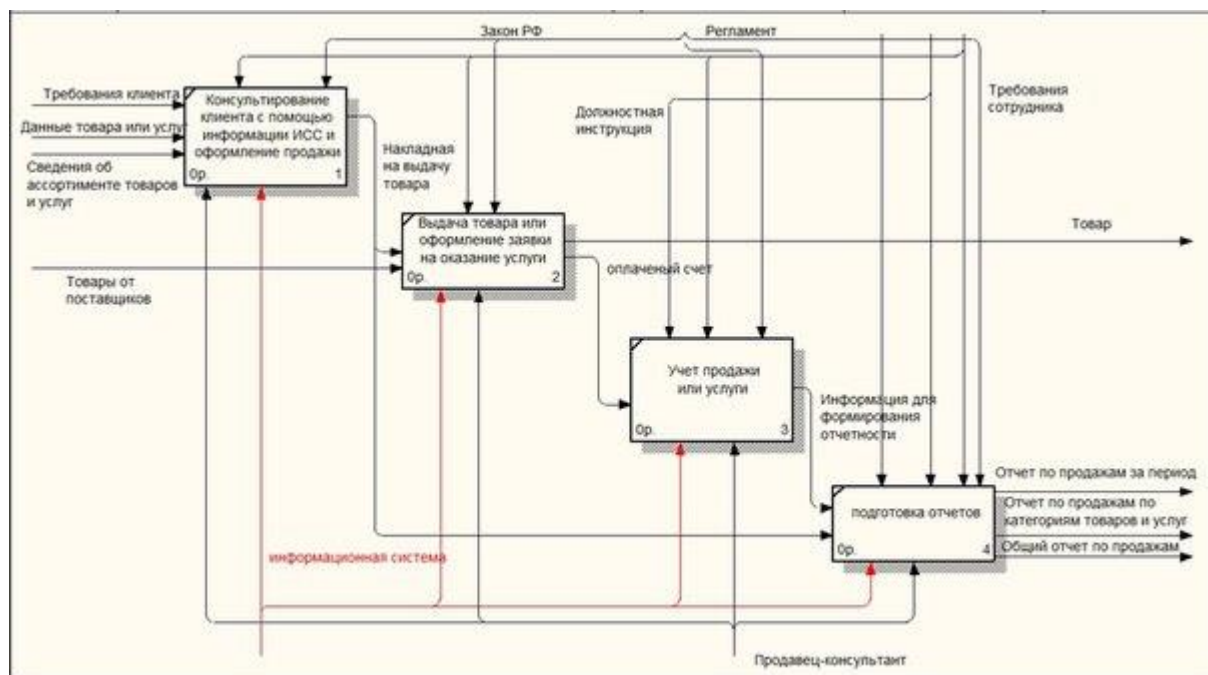 Закон РФ
Регламент
Требования клиента
Данные товара или услуг
Сведения об
ассортименте товаров
и услуг
Консультирование
клиента с помощью
информации ИСС и
оформление продажи
0р.
1
Накладная
на выдачу
товара
Должностная
инструкция
Требования
сотрудника
Выдача товара или
оформление заявки
на оказание услуги
0р.
2
Товар
Товары от
поставщиков
оплаченый счет
Учет продажи
или услуги
0р.
3
Информация для
формирования
отчетности
подготовка отчетов
0р.
4
Отчет по продажам за период
Отчет по продажам по
категориям товаров и услуг
Общий отчет по продажам
информационная система
Продавец-консультант